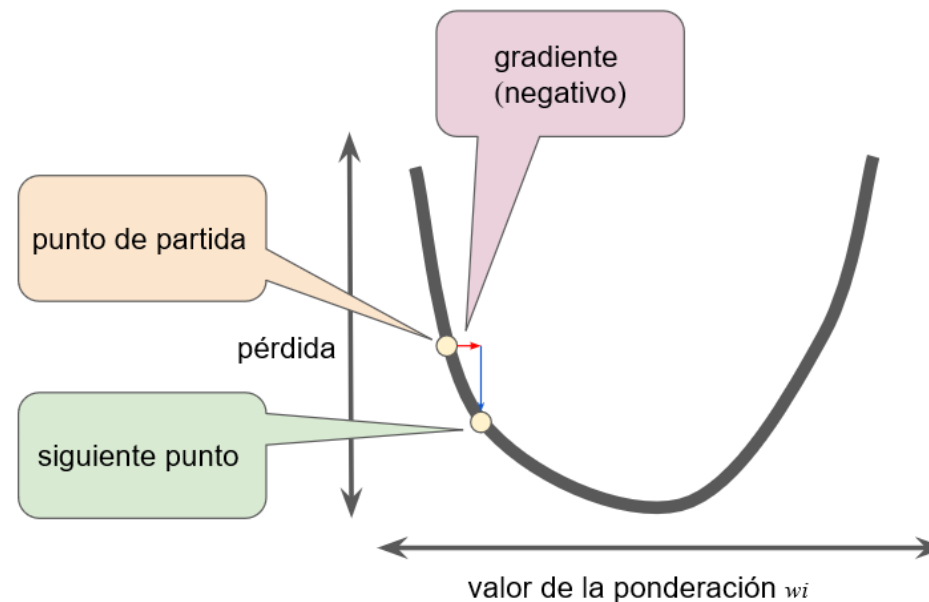 gradiente
(negativo)
punto de partida
pérdida
siguiente punto
valor de la ponderación wi